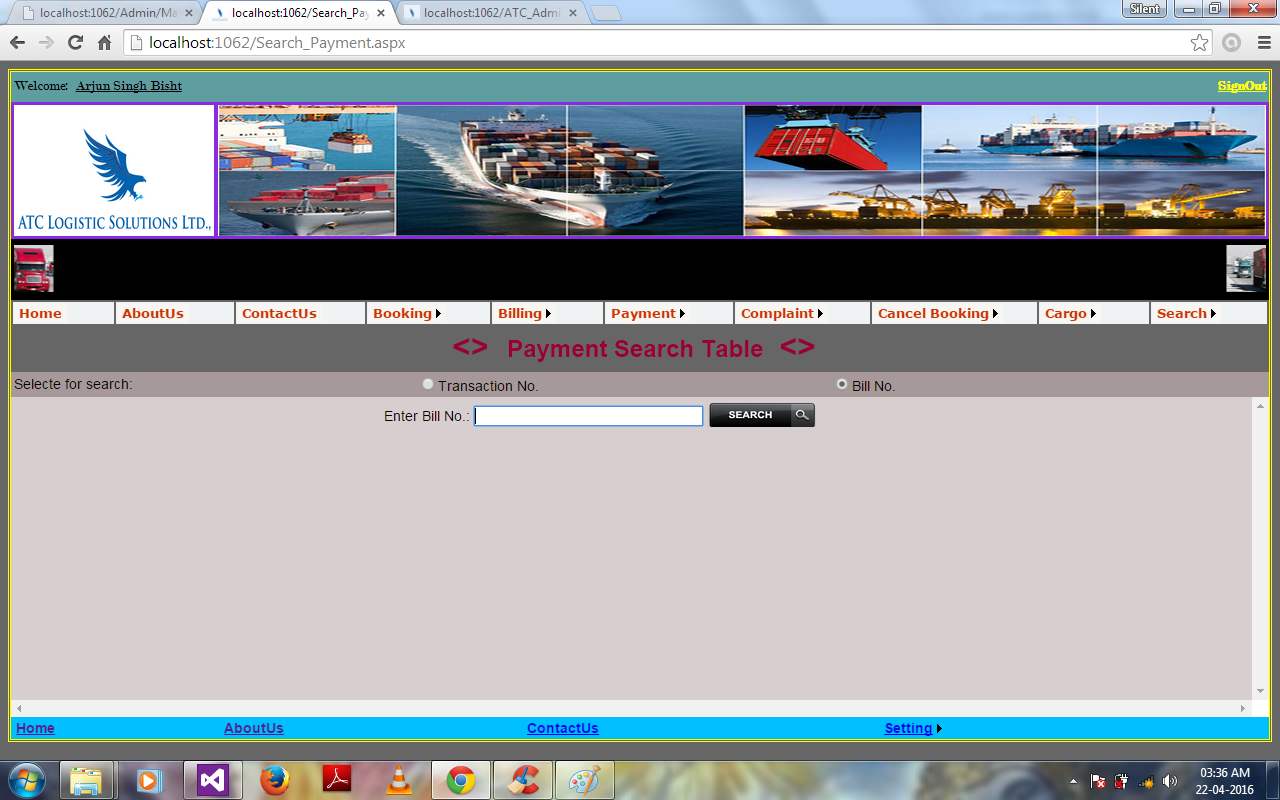 localhost:1062/Admin/Ma
localhost:1062/Search_Pay
localhost:1062/ATC_Admi
Silent
localhost:1062/Search_Payment.aspx
Welcome: Arjun Singh Bisht
SignOut
ATC LOGISTIC SOLUTIONS LTD.,
Home AboutUs ContactUs Booking Billing Payment Complaint Cancel Booking Cargo Search
<> Payment Search Table <>
Selecte for search: Transaction No. Bill No.
Enter Bill No.: SEARCH
Home AboutUs ContactUs Setting
03:36 AM
22-04-2016